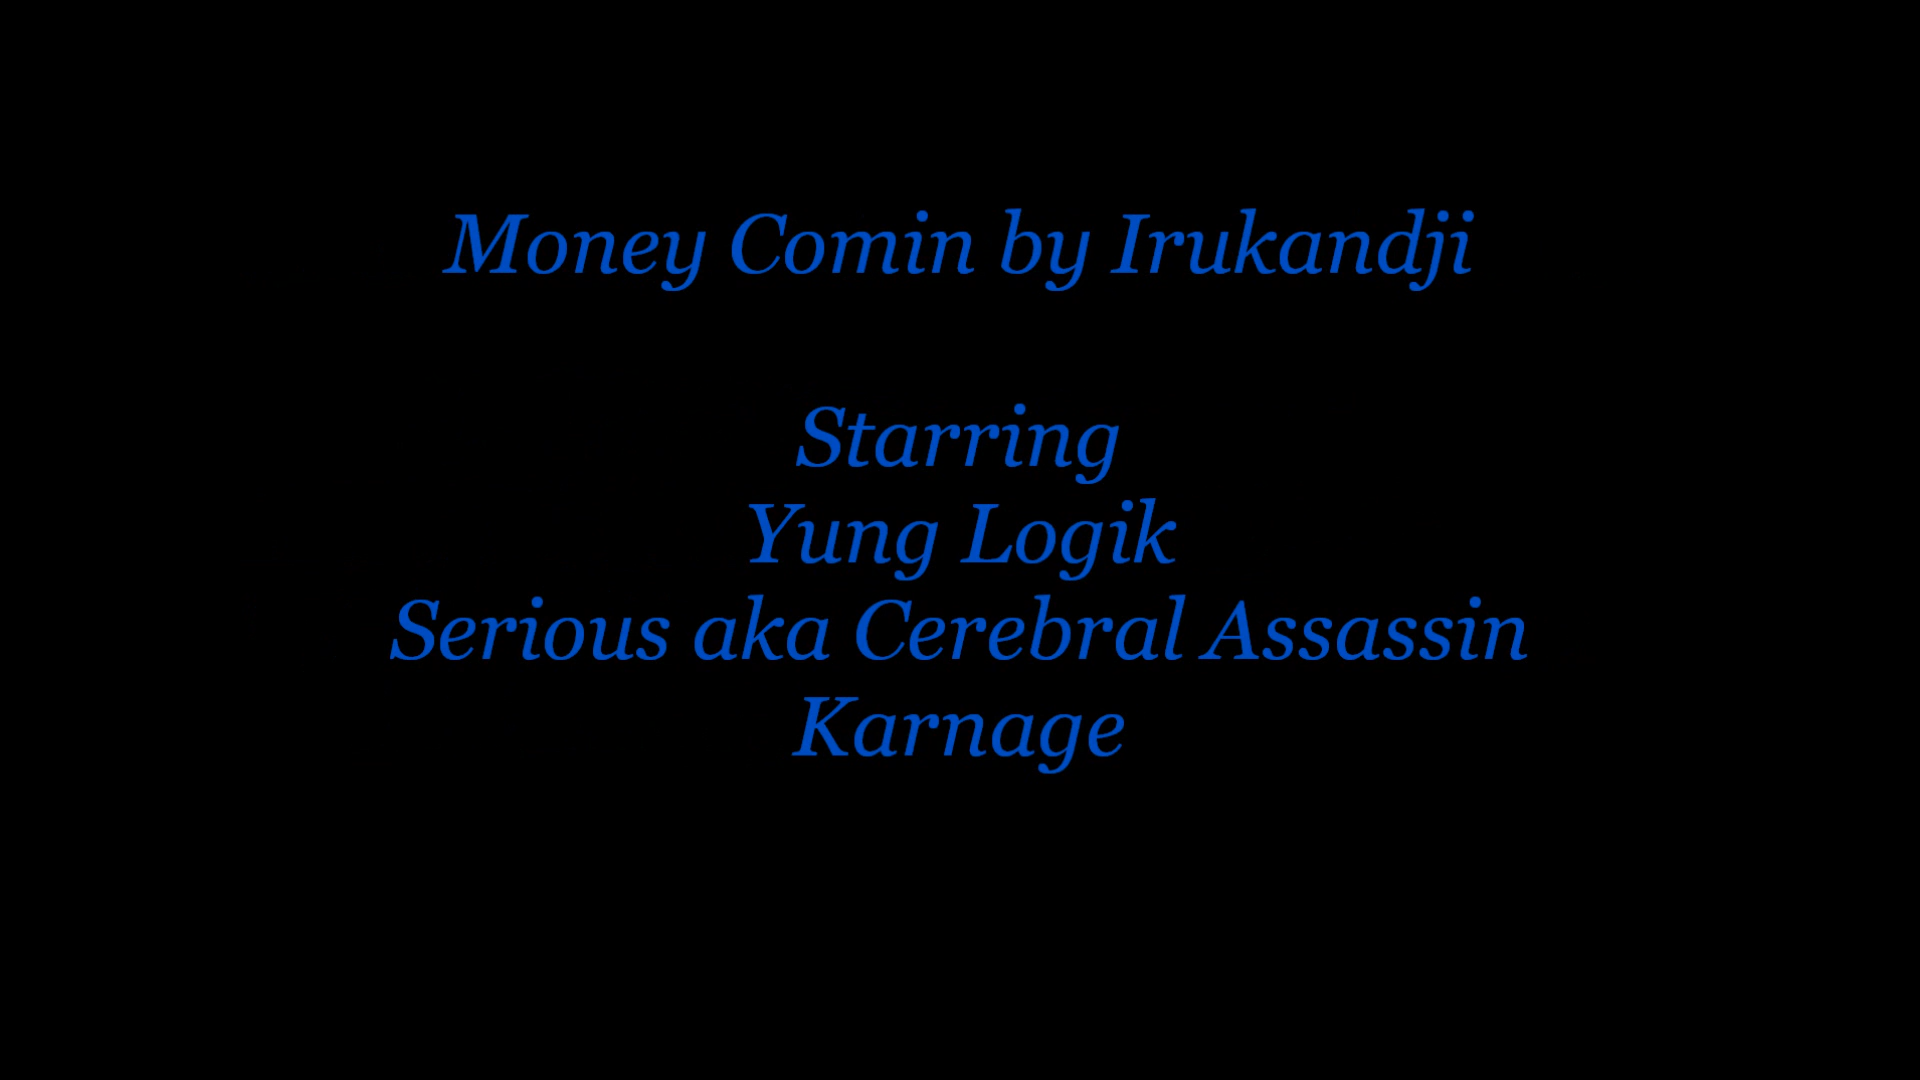 Money Comin by Irukandji
Starring
Yung Logik
Serious aka Cerebral Assassin
Karnage